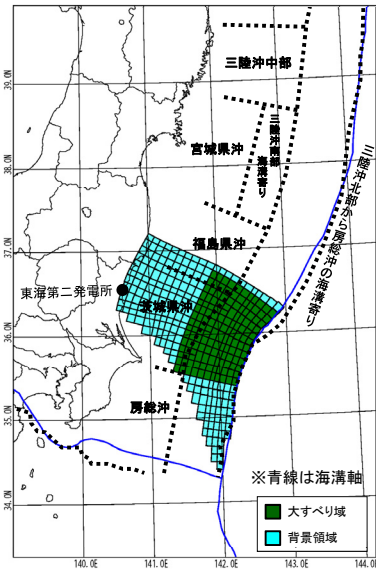 三陸沖中部
39.0N
宮城県沖
三陸沖南部
海溝寄り
38.0N
三陸沖北部から房総沖の海溝寄り
福島県沖
37.0N
東海第二発電所
茨城県沖
36.0N
房総沖
35.0N
※青線は海溝軸
大すべり域
34.0N
背景領域
140.0E
141.0E
142.0E
143.0E
144.0E